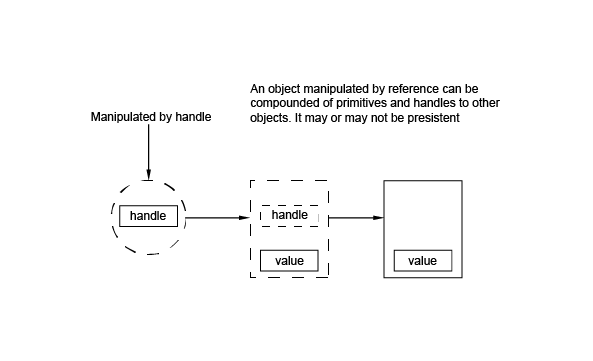 An object manipulated by reference can be
compounded of primitives and handles to other
objects. It may or may not be presistent
Manipulated by handle
handle
handle
value
value